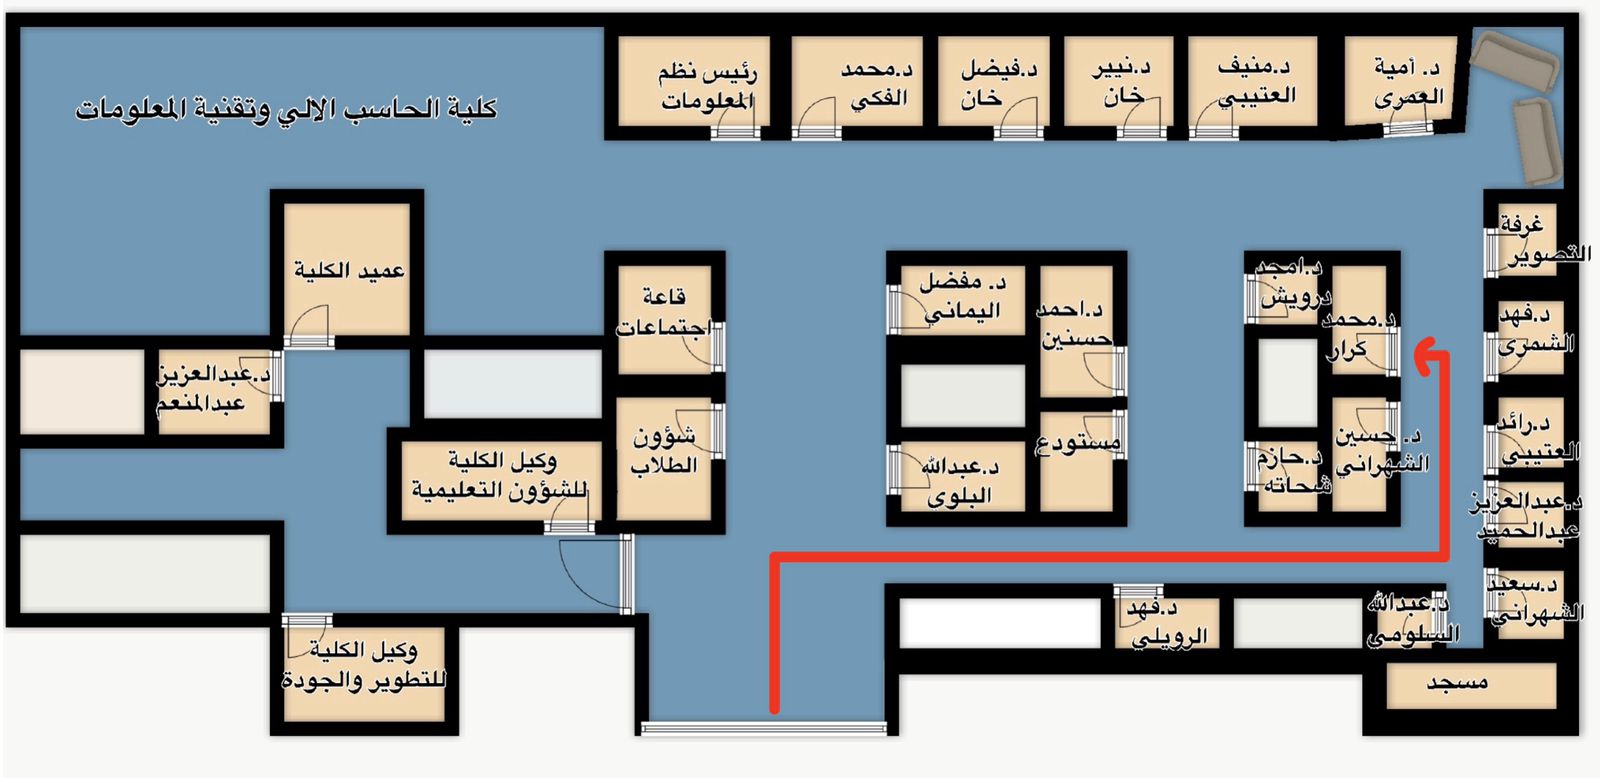 كلية الحاسب الالي وتقنية المعلومات
رئيس نظم
المعلومات
د.محمد
الفكي
د.فيضل
خان
د.نيير
خان
د.منيف
العتيبي
د. أمية
العمرى
عميد الكلية
غرفة
التصوير
قاعة
اجتماعات
د. مفضل
اليماني
د.احمد
حسنين
د.امجد
درويش
د.محمد
كرار
د.فهد
الشمرى
د.عبدالعزيز
عبدالمنعم
وكيل الكلية
للشؤون التعليمية
شؤون
الطلاب
د.عبدالله
البلوى
مستودع
د.حازم
شحاته
د. حسين
الشهراني
د.رائد
العتيبي
د.عبدالعزيز
عبدالحميد
د.سعيد
الشهراني
وكيل الكلية
للتطوير والجودة
د.فهد
الرويلي
د.عبدالله
السلومي
مسجد